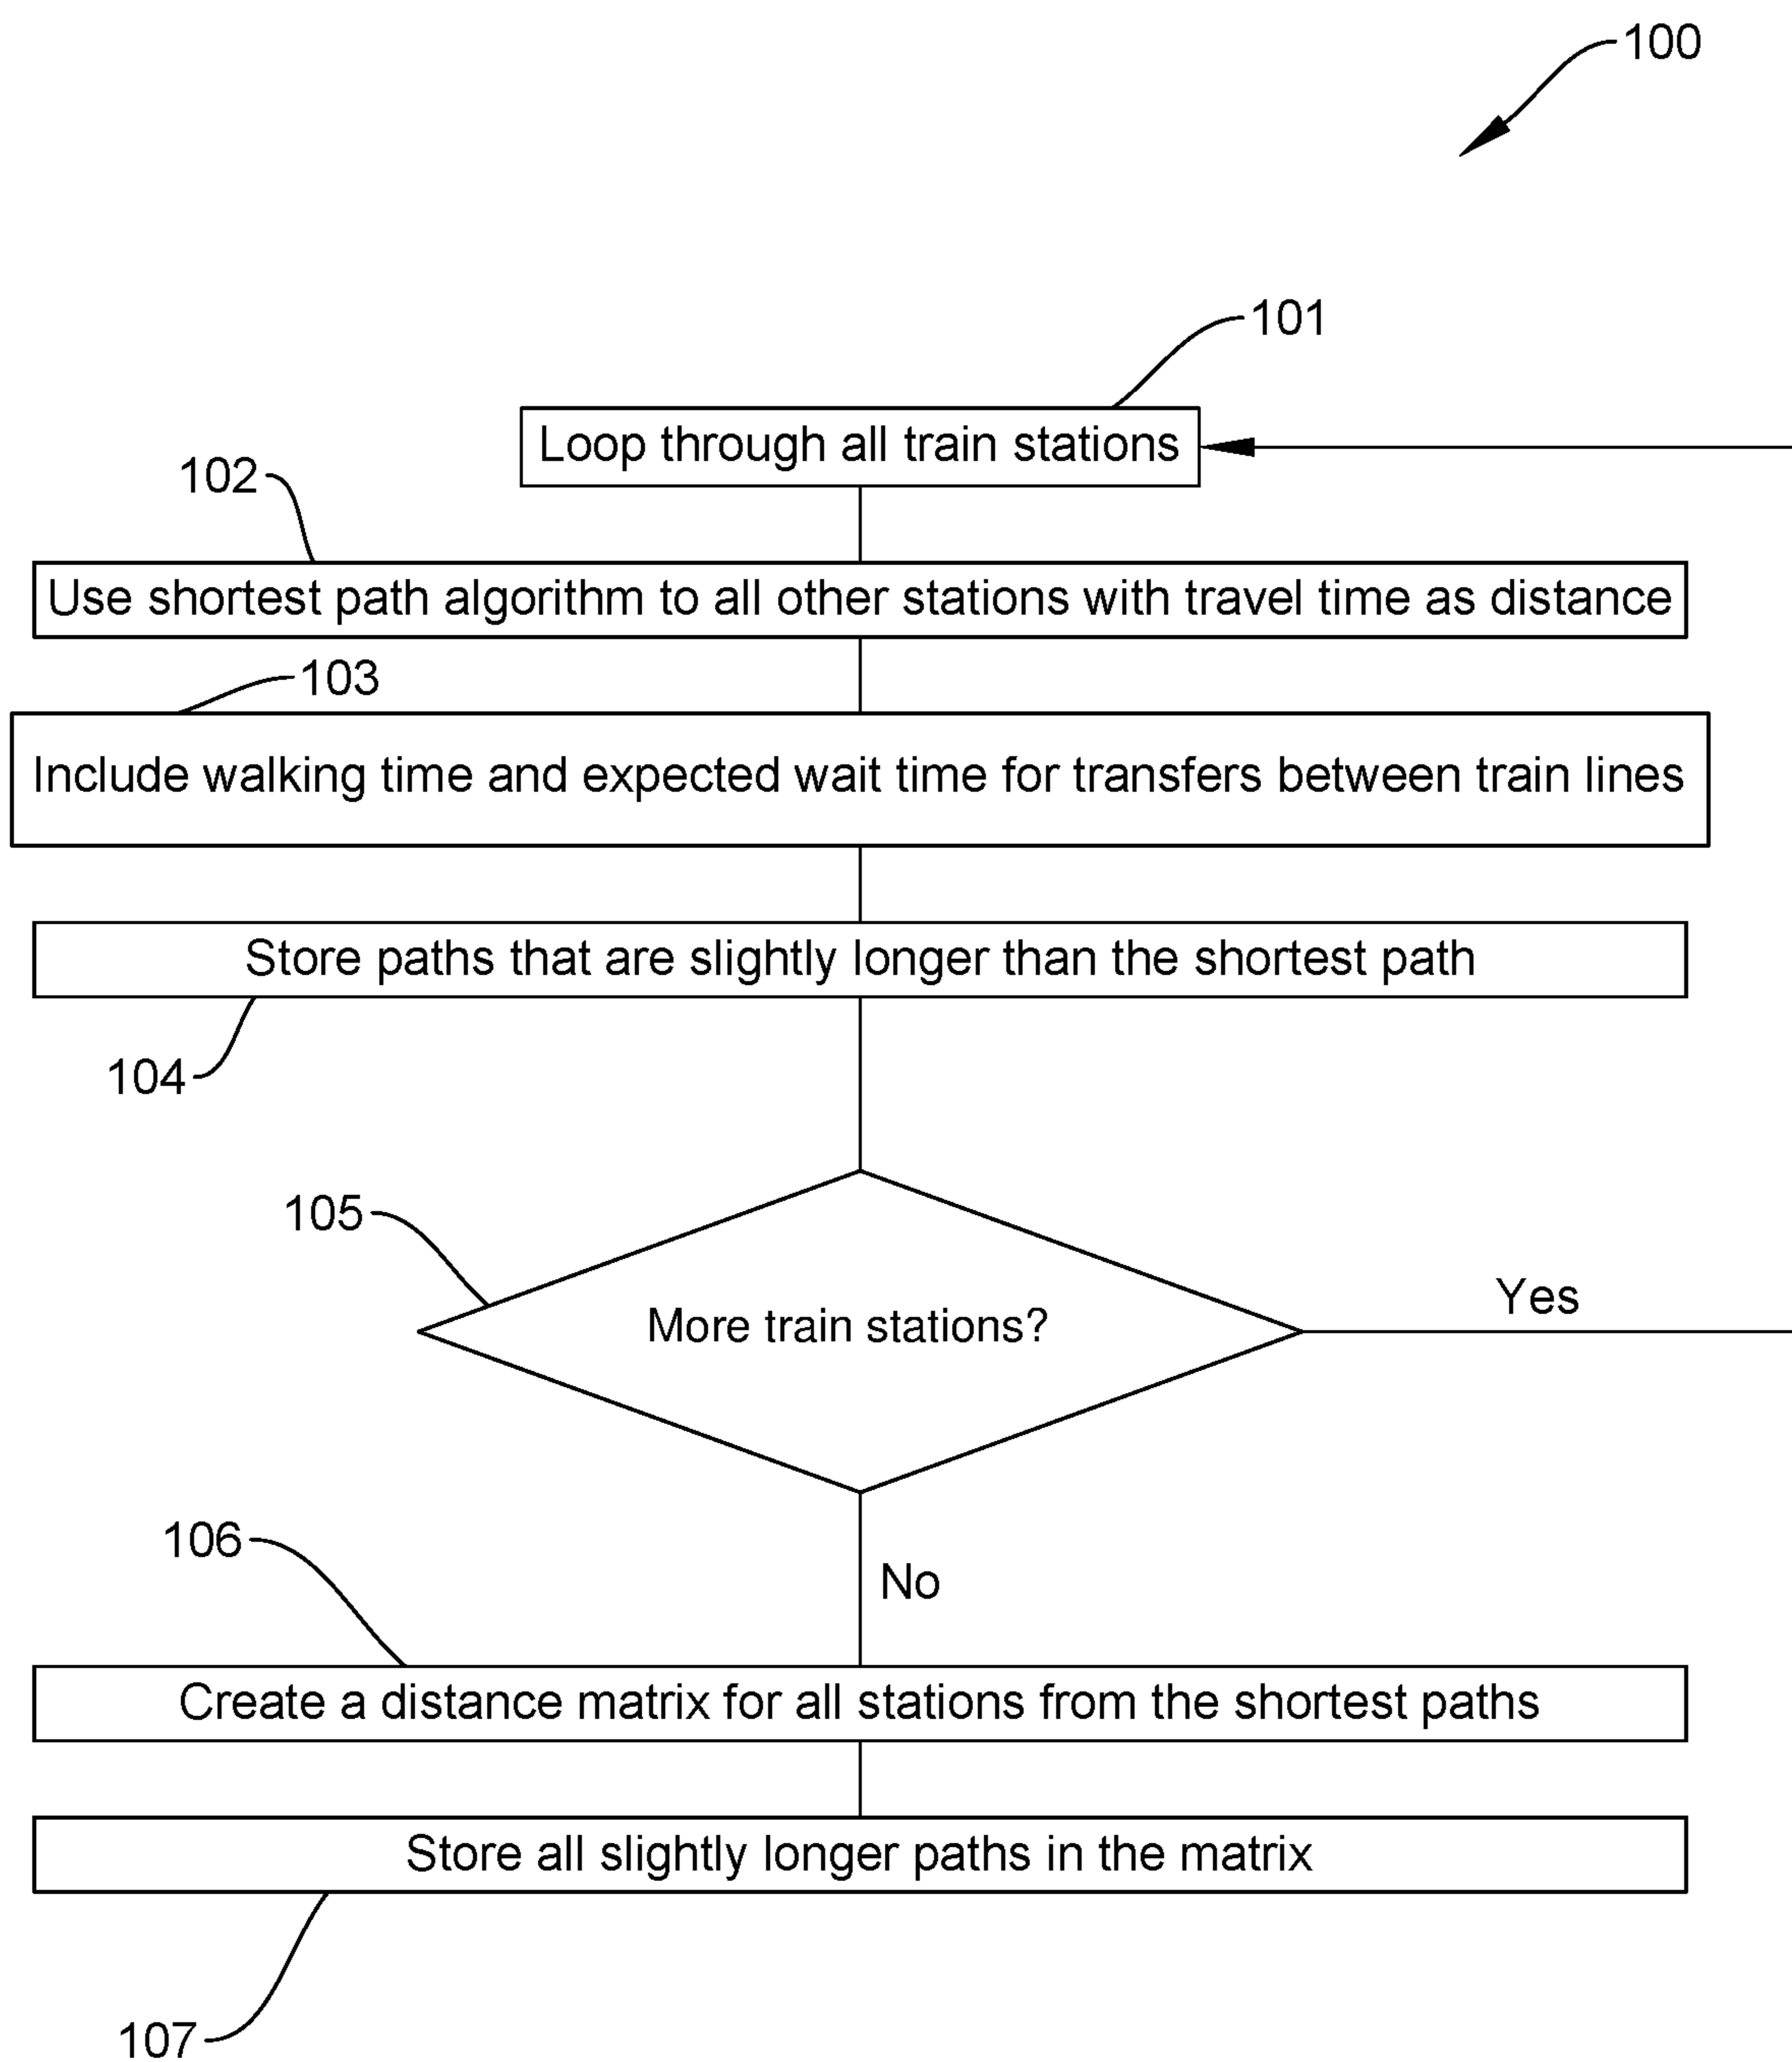 100
101
Loop through all train stations
102
Use shortest path algorithm to all other stations with travel time as distance
103
Include walking time and expected wait time for transfers between train lines
Store paths that are slightly longer than the shortest path
104
105
More train stations?
Yes
106
No
Create a distance matrix for all stations from the shortest paths
Store all slightly longer paths in the matrix
107